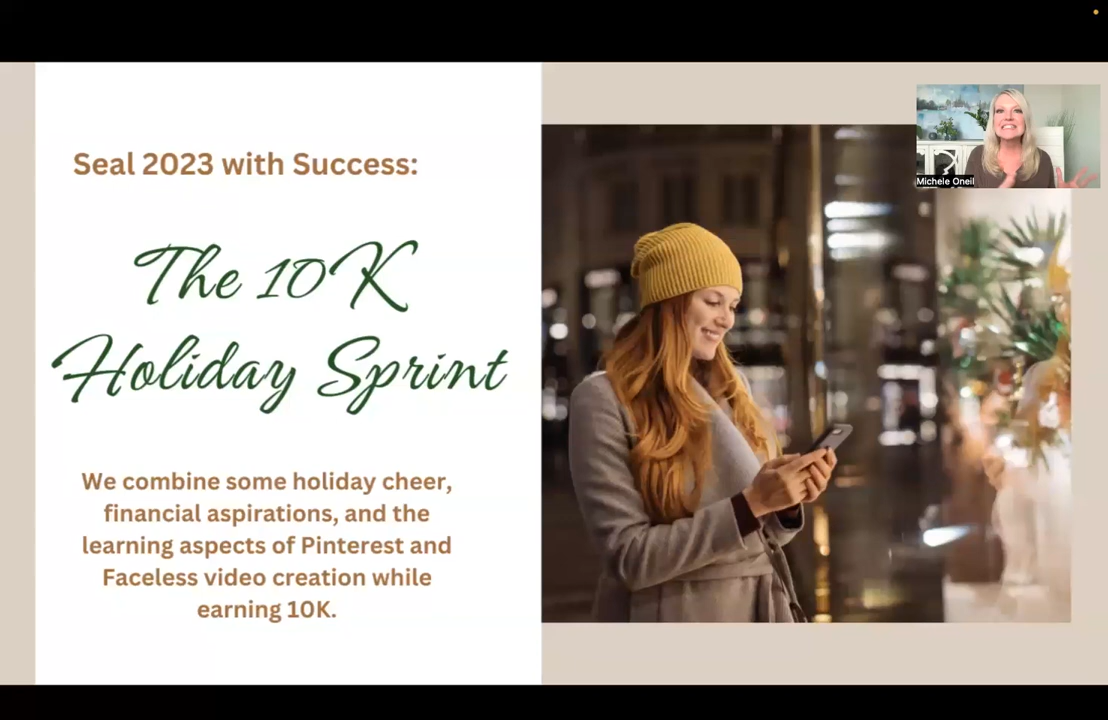 Seal 2023 with Success:
The 10K
Holiday Sprint
We combine some holiday cheer,
financial aspirations, and the
learning aspects of Pinterest and
Faceless video creation while
earning 10K.
Michele Oneil